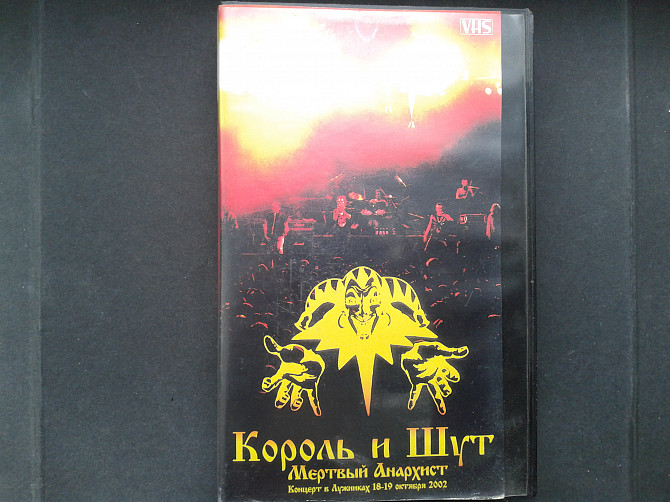 VHS
Король и Шут
Мертвый Анархист
Концерт в Лужниках 18-19 октября 2002